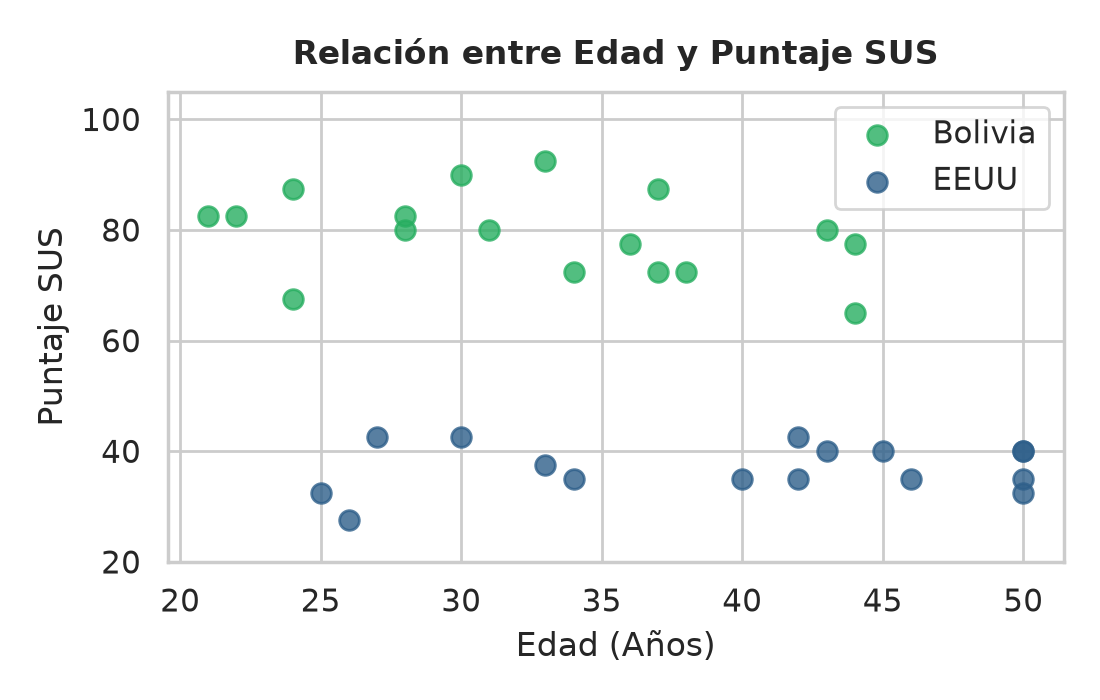 Relación entre Edad y Puntaje SUS
Puntaje SUS
100
80
60
40
20
Bolivia
EEUU
20 25 30 35 40 45 50
Edad (Años)